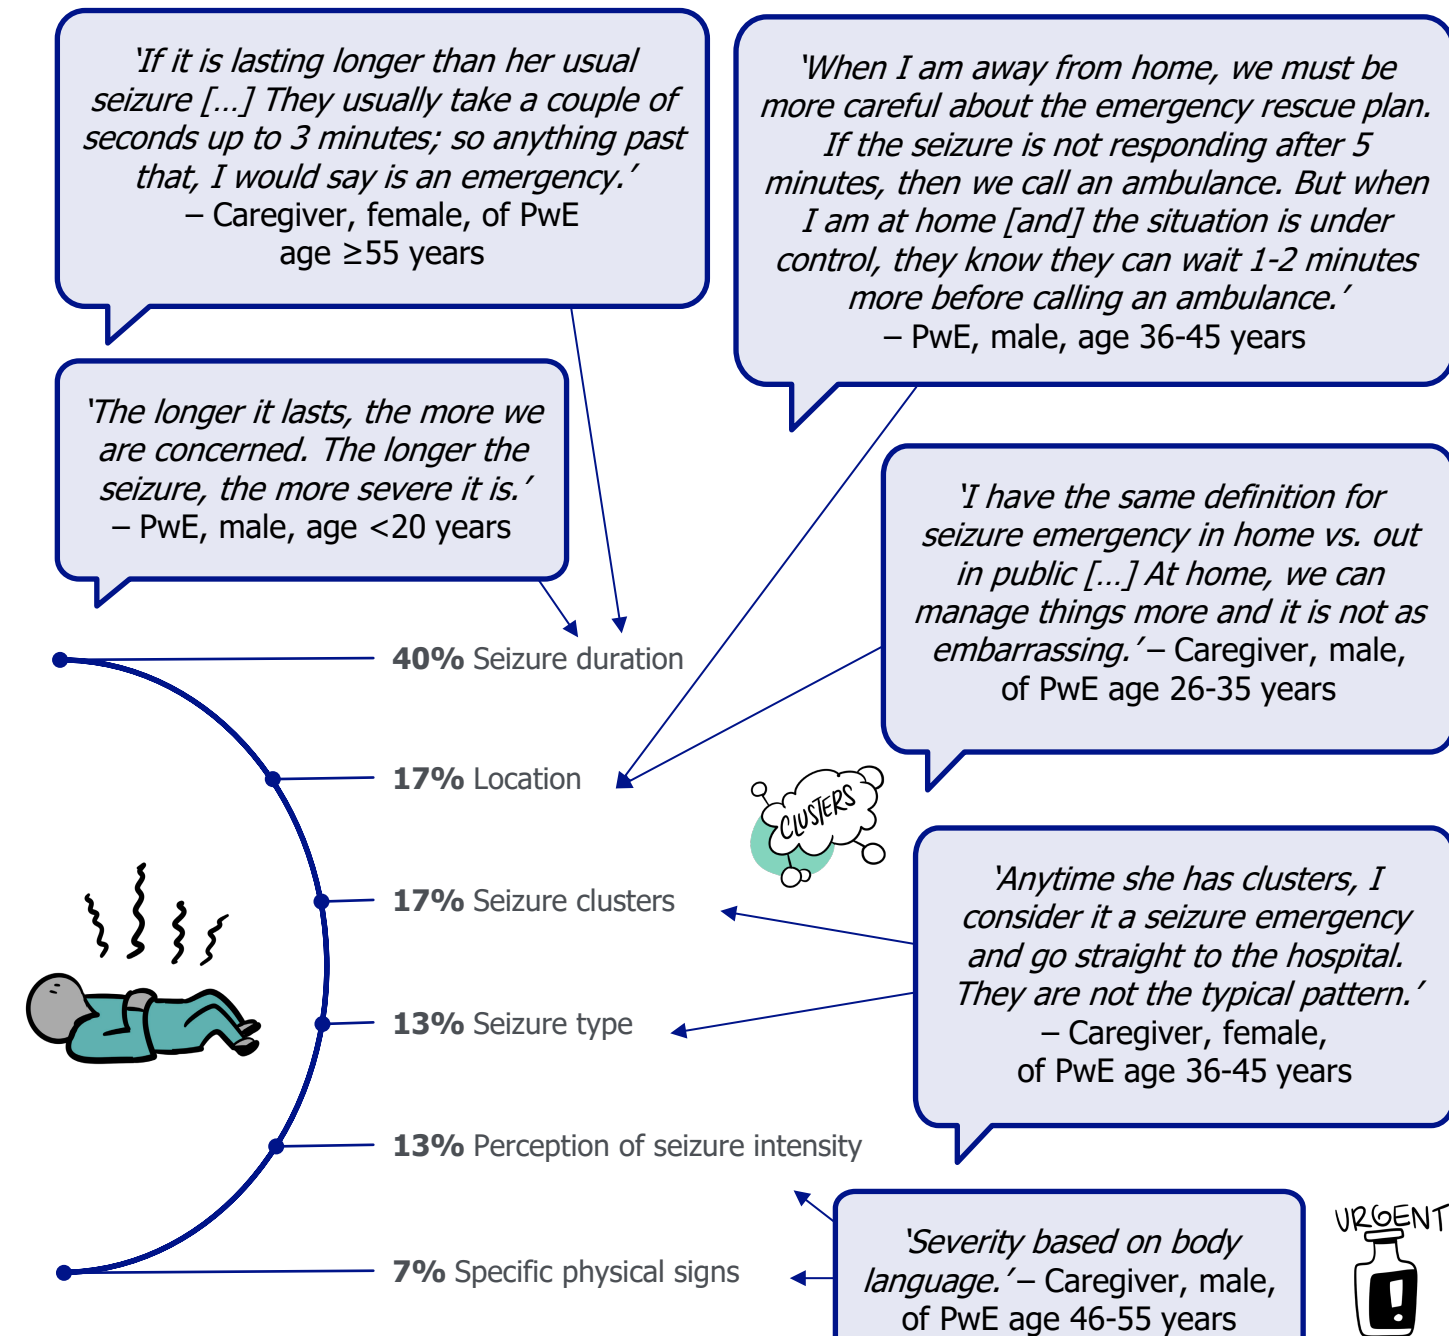 ‘If it is lasting longer than her usual
seizure […] They usually take a couple of
seconds up to 3 minutes; so anything past
that, I would say is an emergency.’
– Caregiver, female, of PwE
age ≥55 years
‘When I am away from home, we must be
more careful about the emergency rescue plan.
If the seizure is not responding after 5
minutes, then we call an ambulance. But when
I am at home [and] the situation is under
control, they know they can wait 1-2 minutes
more before calling an ambulance.’
– PwE, male, age 36-45 years
‘The longer it lasts, the more we
are concerned. The longer the
seizure, the more severe it is.’
– PwE, male, age <20 years
‘I have the same definition for
seizure emergency in home vs. out
in public […] At home, we can
manage things more and it is not as
embarrassing.’ – Caregiver, male,
of PwE age 26-35 years
40% Seizure duration
17% Location
CLUSTERS
17% Seizure clusters
‘Anytime she has clusters, I
consider it a seizure emergency
and go straight to the hospital.
They are not the typical pattern.’
– Caregiver, female,
of PwE age 36-45 years
13% Seizure type
13% Perception of seizure intensity
7% Specific physical signs
‘Severity based on body
language.’ – Caregiver, male,
of PwE age 46-55 years
URGENT
!